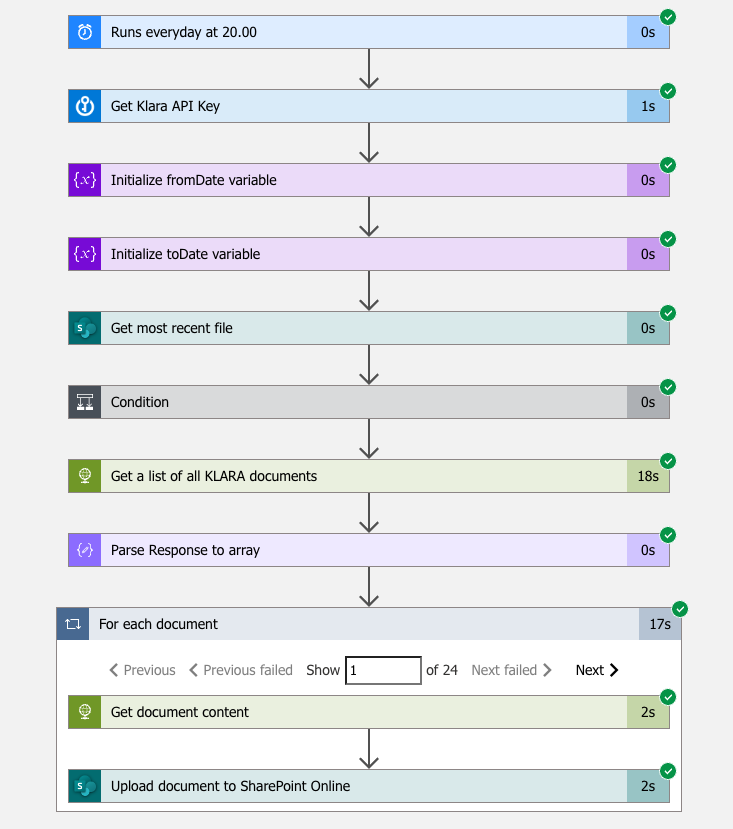 Runs everyday at 20.00 0s
Get Klara API Key 1s
{x} Initialize fromDate variable 0s
{x} Initialize toDate variable 0s
S Get most recent file 0s
Condition 0s
Get a list of all KLARA documents 18s
Parse Response to array 0s
For each document 17s
Previous Previous failed Show 1 of 24 Next failed Next
Get document content 2s
S Upload document to SharePoint Online 2s